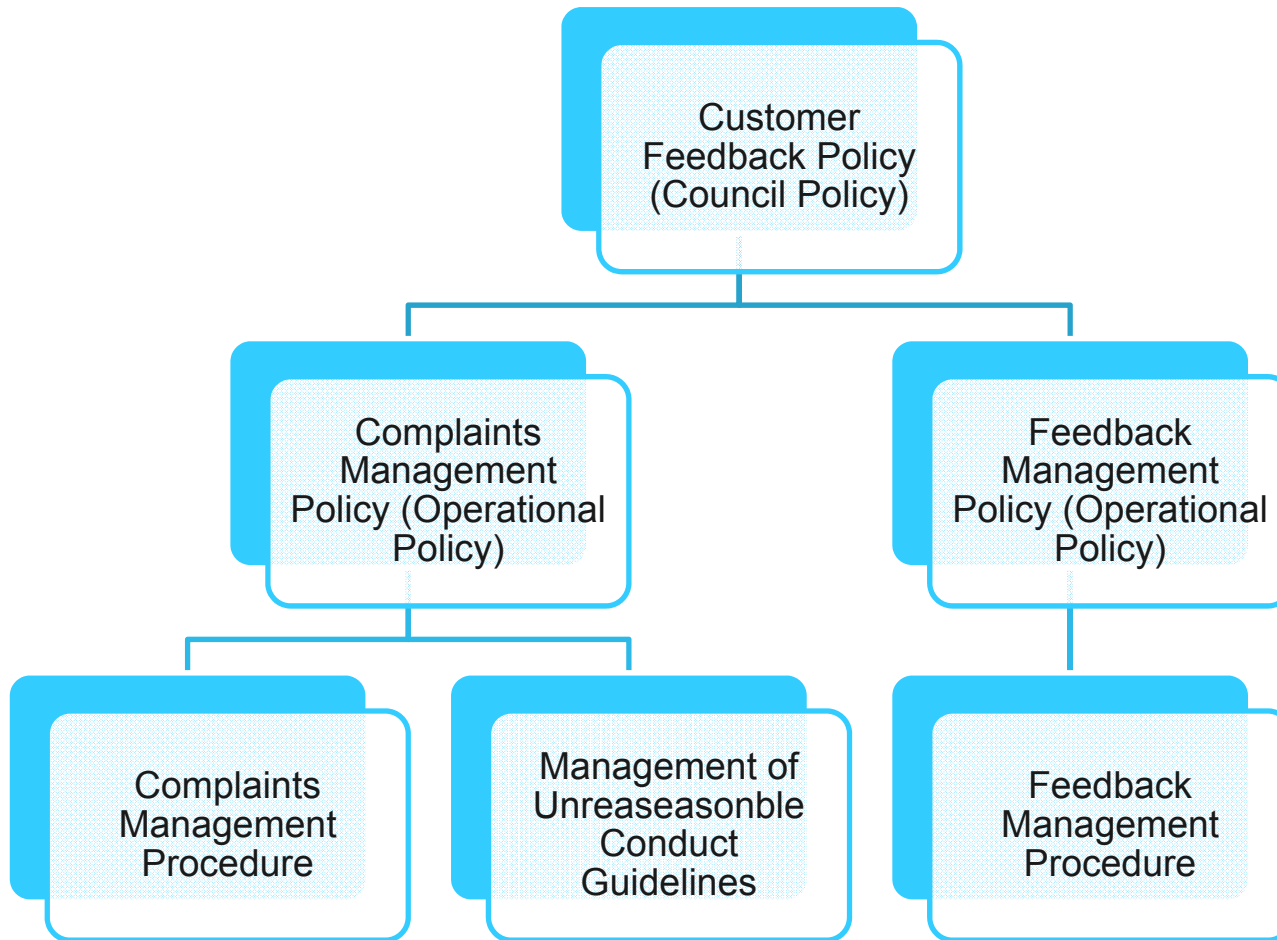 Customer
Feedback Policy
(Council Policy)
Complaints
Management
Policy (Operational
Policy)
Feedback
Management
Policy (Operational
Policy)
Complaints
Management
Procedure
Management of
Unreaseasonble
Conduct
Guidelines
Feedback
Management
Procedure